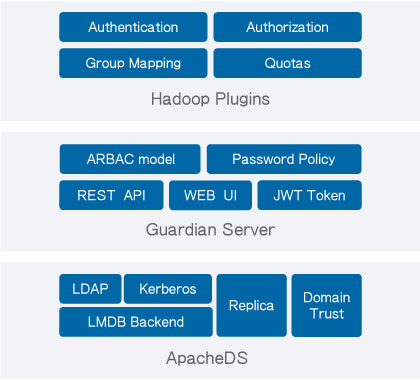 Authentication
Authorization
Group Mapping
Quotas
Hadoop Plugins
ARBAC model
Password Policy
REST API
WEB UI
JWT Token
Guardian Server
LDAP
Kerberos
LMDB Backend
Replica
Domain
Trust
ApacheDS